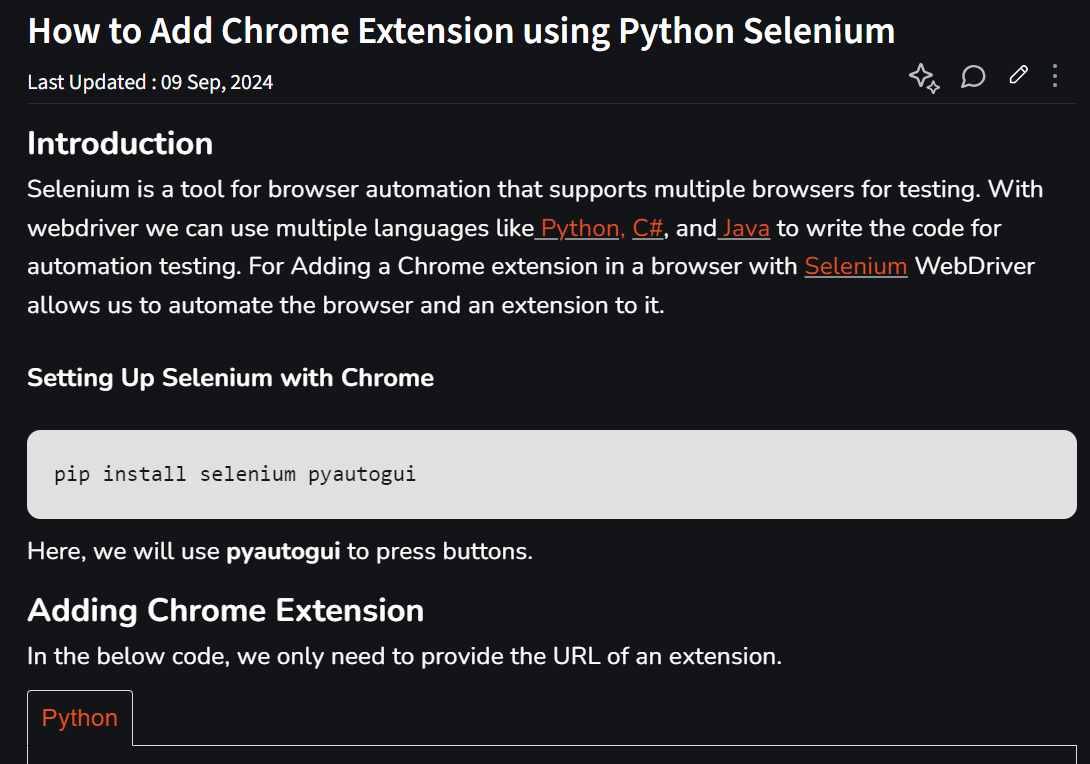 How to Add Chrome Extension using Python Selenium
Last Updated : 09 Sep, 2024
Introduction
Selenium is a tool for browser automation that supports multiple browsers for testing. With
webdriver we can use multiple languages like Python, C#, and Java to write the code for
automation testing. For Adding a Chrome extension in a browser with Selenium WebDriver
allows us to automate the browser and an extension to it.
Setting Up Selenium with Chrome
pip install selenium pyautogui
Here, we will use pyautogui to press buttons.
Adding Chrome Extension
In the below code, we only need to provide the URL of an extension.
Python